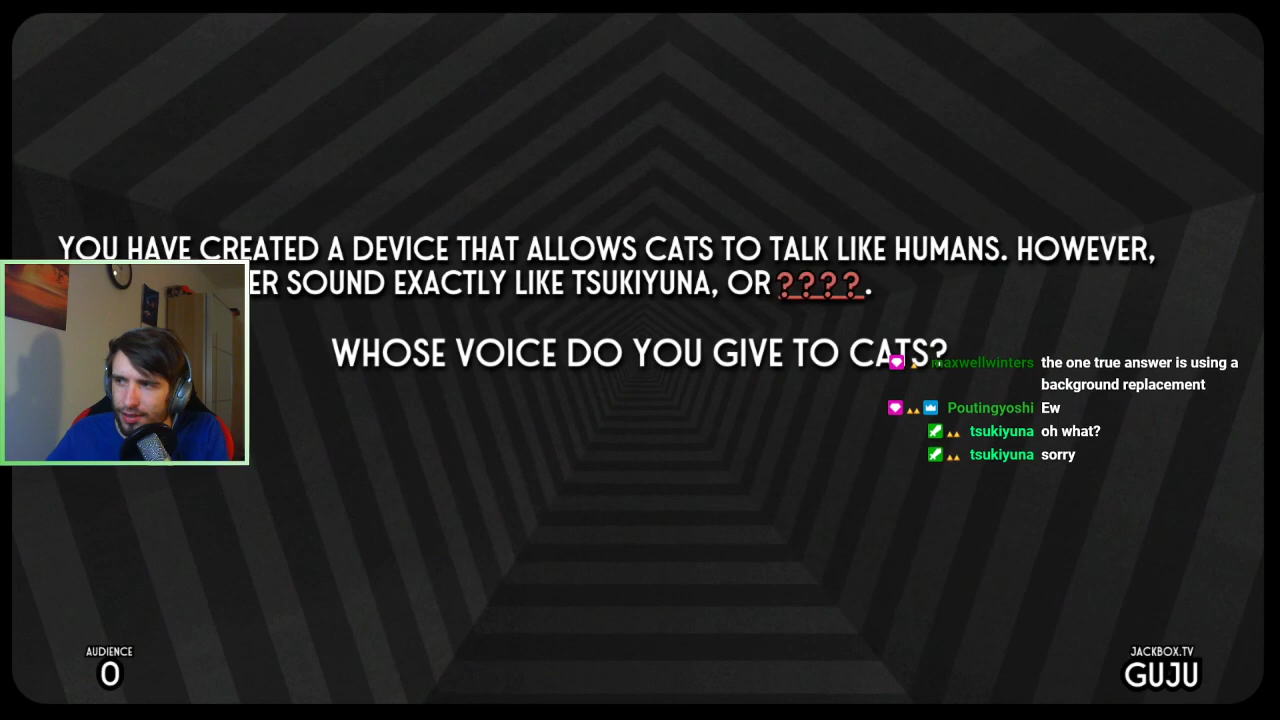 YOU HAVE CREATED A DEVICE THAT ALLOWS CATS TO TALK LIKE HUMANS. HOWEVER,
ER SOUND EXACTLY LIKE TSUKIYUNA, OR ????.
WHOSE VOICE DO YOU GIVE TO CATS?
maxwellwinters the one true answer is using a
background replacement
Poutingyoshi Ew
tsukiyuna oh what?
tsukiyuna sorry
AUDIENCE
0
JACKBOX.TV
GUJU